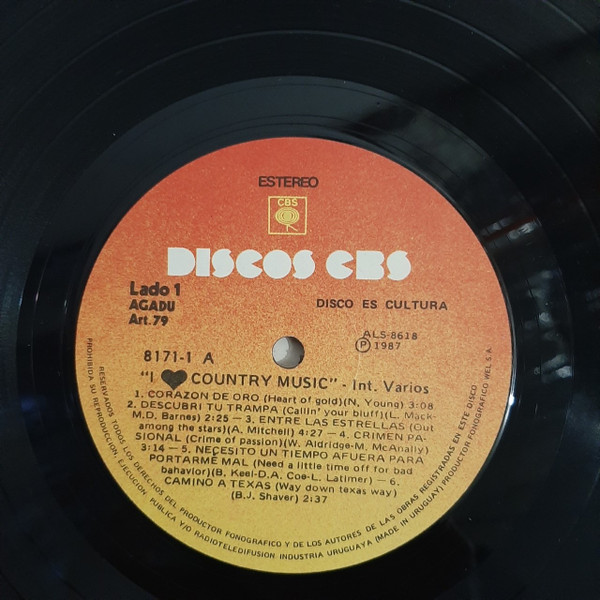 ESTEREO
CBS
DISCOS CBS
Lado 1
AGADU
Art.79
DISCO ES CULTURA
8171-1 A
ALS-8618
Ⓟ 1987
"I ♥ COUNTRY MUSIC" - Int. Varios
1. CORAZON DE ORO (Heart of gold)(N. Young) 3:08
2. DESCUBRI TU TRAMPA (Callin' your bluff)(L. Mack-
M.D. Barnes) 2:25 — 3. ENTRE LAS ESTRELLAS (Out
among the stars)(A. Mitchell) 4:27 — 4. CRIMEN PA-
SIONAL (Crime of passion)(W. Aldridge-M. McAnally)
3:14 — 5. NECESITO UN TIEMPO AFUERA PARA
PORTARME MAL (Need a little time off for bad
bahavior)(B. Keel-D.A. Coe-L. Latimer) — 6.
CAMINO A TEXAS (Way down texas way)
(B.J. Shaver) 2:37
RESERVADOS TODOS LOS DERECHOS DEL PRODUCTOR FONOGRAFICO Y DE LOS AUTORES DE LAS OBRAS REGISTRADAS EN ESTE DISCO
PROHIBIDA SU REPRODUCCION, EJECUCION PUBLICA Y/O RADIOTELEDIFUSION INDUSTRIA URUGUAYA (MADE IN URUGUAY) PRODUCTOR FONOGRAFICO WEL S.A.